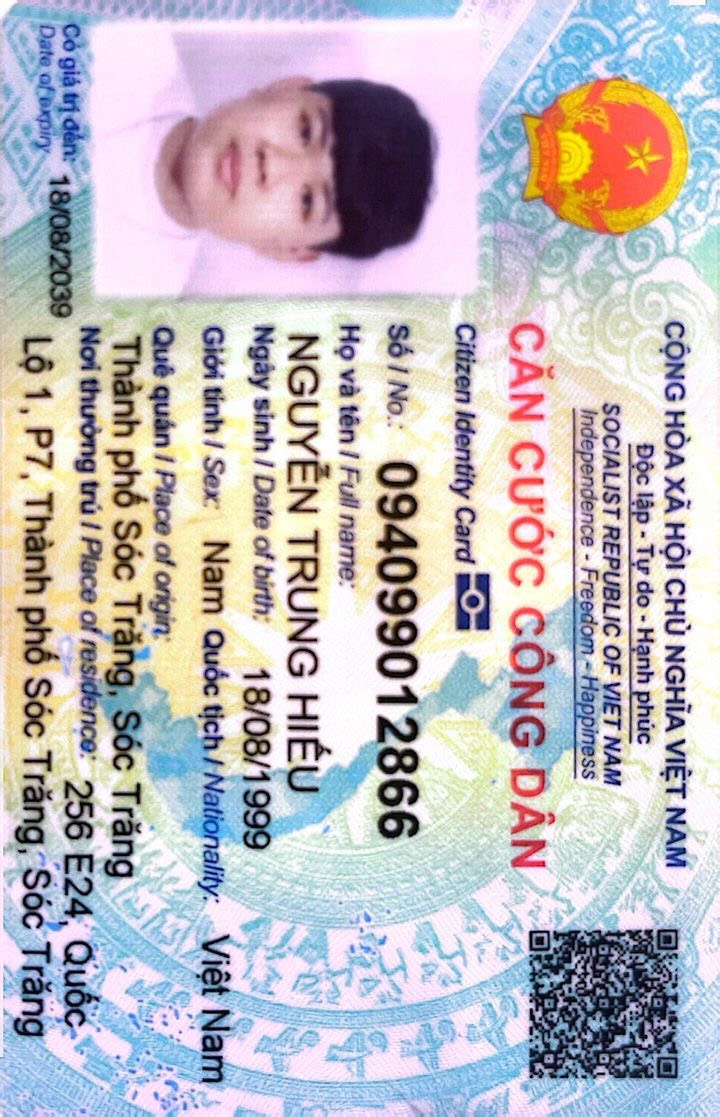 CỘNG HÒA XÃ HỘI CHỦ NGHĨA VIỆT NAM
Độc lập - Tự do - Hạnh phúc
SOCIALIST REPUBLIC OF VIET NAM
Independence - Freedom - Happiness
CĂN CƯỚC CÔNG DÂN
Citizen Identity Card
Số / No.: 094099012866
Họ và tên / Full name:
NGUYỄN TRUNG HIẾU
Ngày sinh / Date of birth: 18/08/1999
Giới tính / Sex: Nam Quốc tịch / Nationality: Việt Nam
Quê quán / Place of origin:
Thành phố Sóc Trăng, Sóc Trăng
Nơi thường trú / Place of residence: 256 E24, Quốc
Lộ 1, P7, Thành phố Sóc Trăng, Sóc Trăng
Có giá trị đến: 18/08/2039
Date of expiry